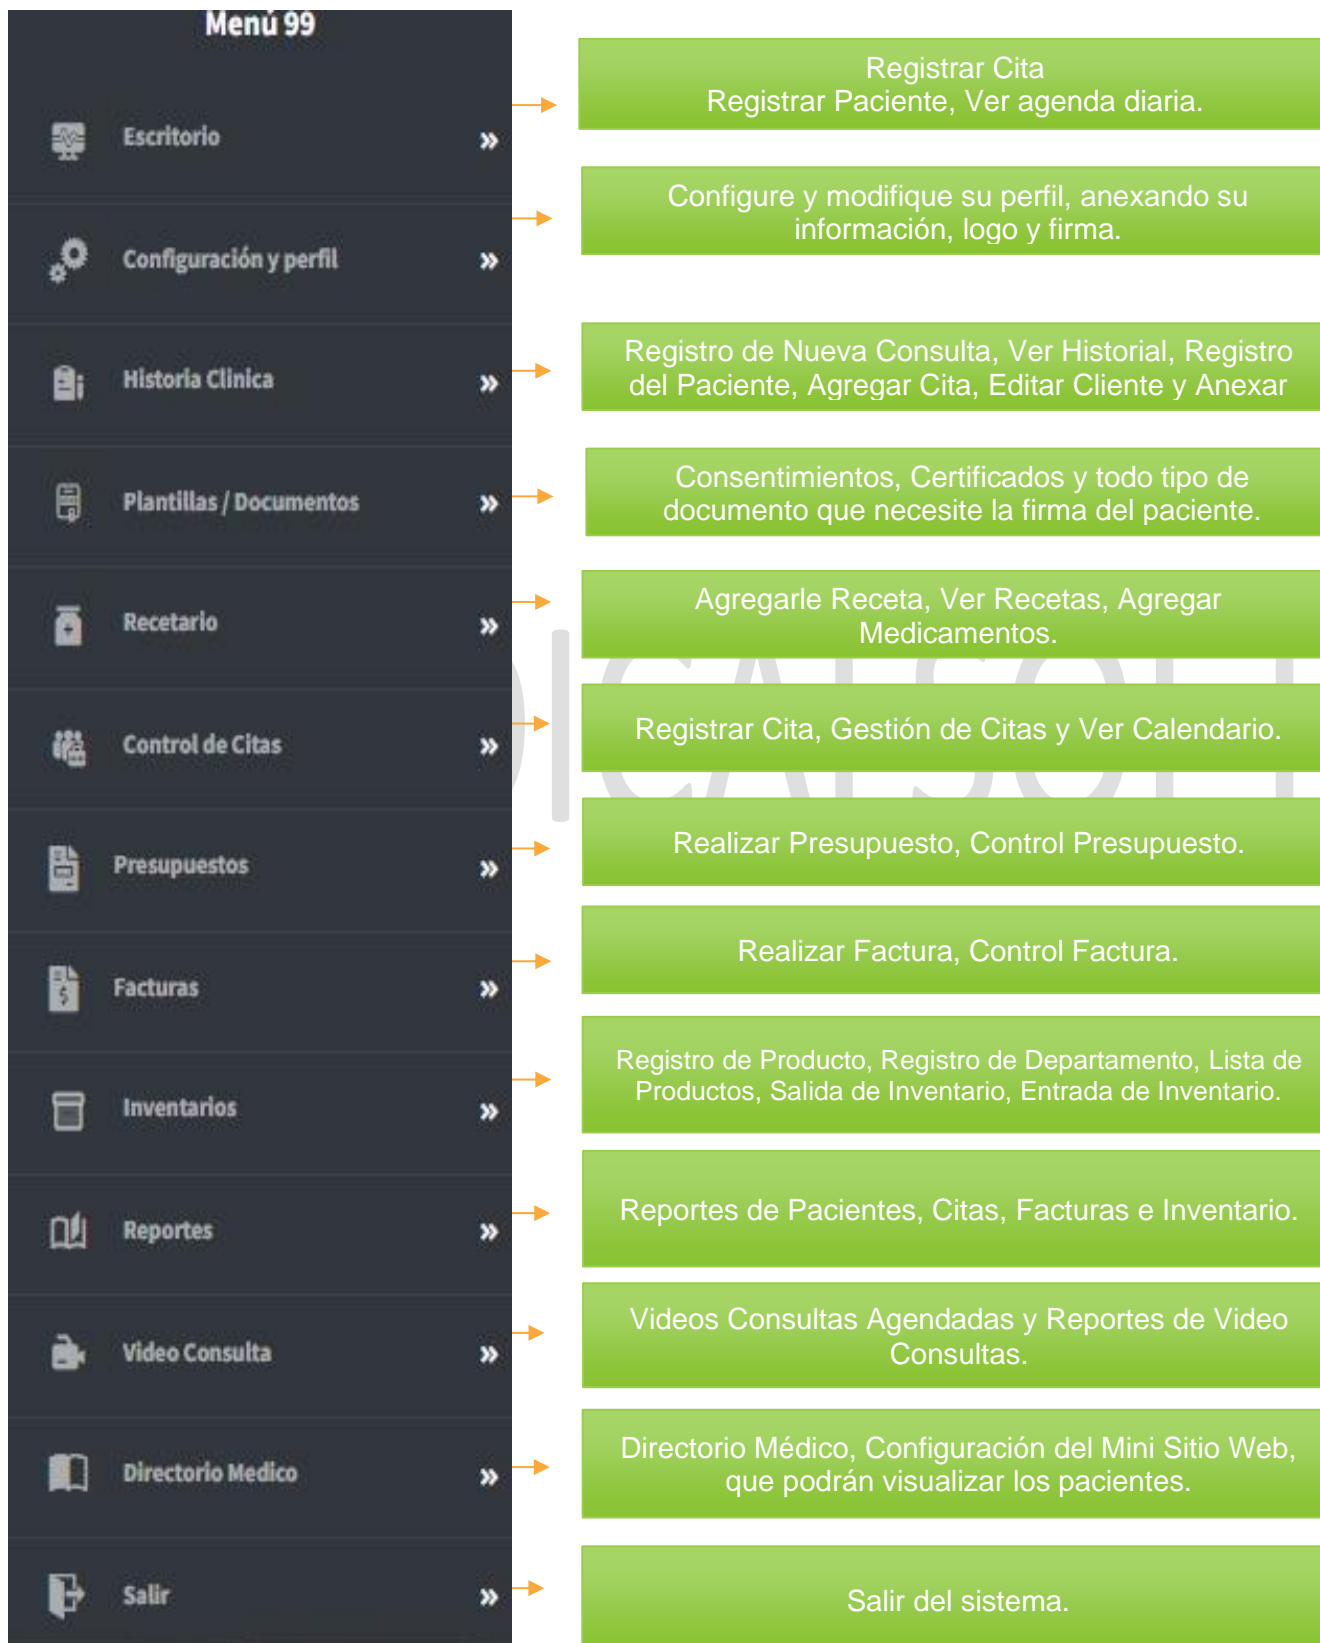 Menú 99
Registrar Cita
Registrar Paciente, Ver agenda diaria.
Escritorio
»
Configure y modifique su perfil, anexando su
información, logo y firma.
Configuración y perfil
»
Registro de Nueva Consulta, Ver Historial, Registro
del Paciente, Agregar Cita, Editar Cliente y Anexar
Historia Clinica
»
Consentimientos, Certificados y todo tipo de
documento que necesite la firma del paciente.
Plantillas / Documentos
»
Agregarle Receta, Ver Recetas, Agregar
Medicamentos.
Recetario
»
Registrar Cita, Gestión de Citas y Ver Calendario.
Control de Citas
»
Realizar Presupuesto, Control Presupuesto.
Presupuestos
»
Realizar Factura, Control Factura.
Facturas
»
Registro de Producto, Registro de Departamento, Lista de
Productos, Salida de Inventario, Entrada de Inventario.
Inventarios
»
Reportes de Pacientes, Citas, Facturas e Inventario.
Reportes
»
Videos Consultas Agendadas y Reportes de Video
Consultas.
Video Consulta
»
Directorio Médico, Configuración del Mini Sitio Web,
que podrán visualizar los pacientes.
Directorio Medico
»
Salir del sistema.
Salir
»